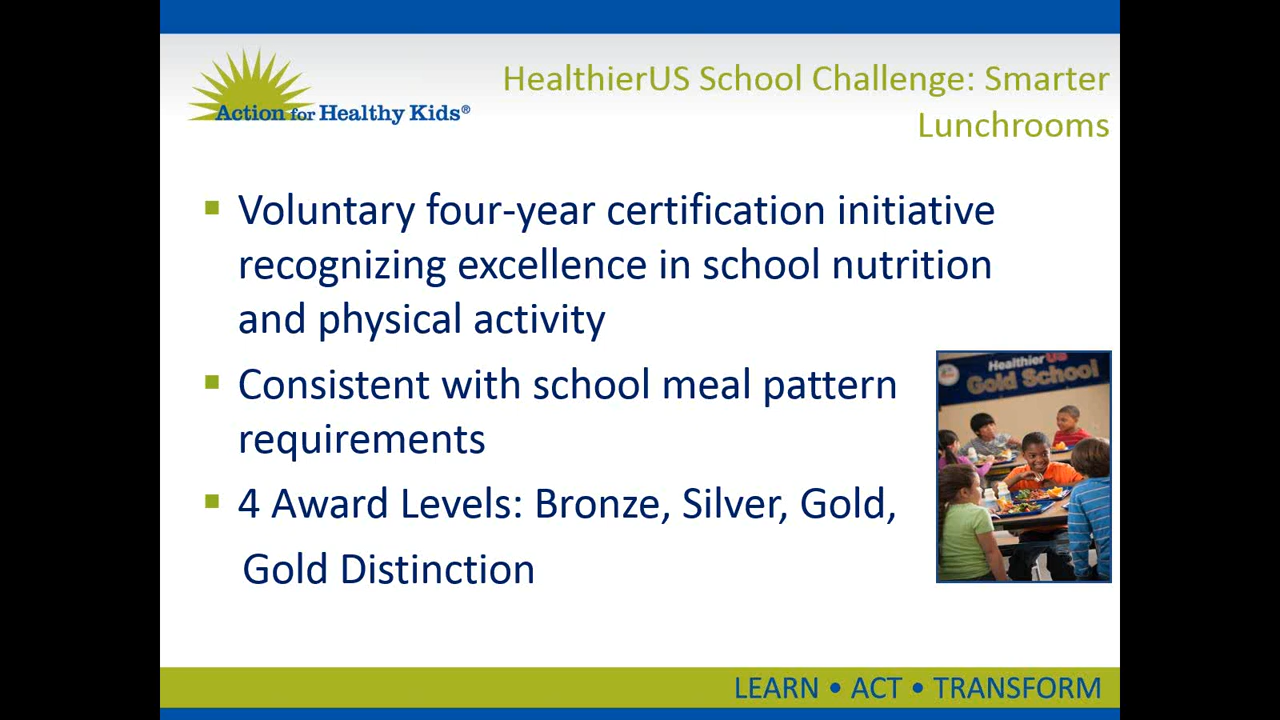 Action for Healthy Kids®
HealthierUS School Challenge: Smarter
Lunchrooms
▪ Voluntary four-year certification initiative
recognizing excellence in school nutrition
and physical activity
▪ Consistent with school meal pattern
requirements
▪ 4 Award Levels: Bronze, Silver, Gold,
Gold Distinction
HealthierUS
Gold School
LEARN • ACT • TRANSFORM